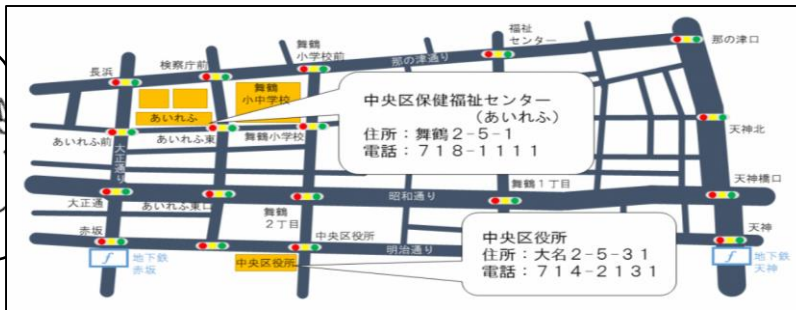 福祉
センター
那の津口
舞鶴
小学校前
那の津通り
検察庁前
長浜
舞鶴
小中学校
あいれふ
中央区保健福祉センター
(あいれふ)
住所：舞鶴2-5-1
電話：718-1111
天神北
あいれふ前
あいれふ東
舞鶴小学校
大正通り
舞鶴1丁目
天神橋口
大正通
あいれふ東口
昭和通り
舞鶴
2丁目
赤坂
中央区役所
明治通り
天神
中央区役所
住所：大名2-5-31
電話：714-2131
地下鉄
赤坂
中央区役所
地下鉄
天神